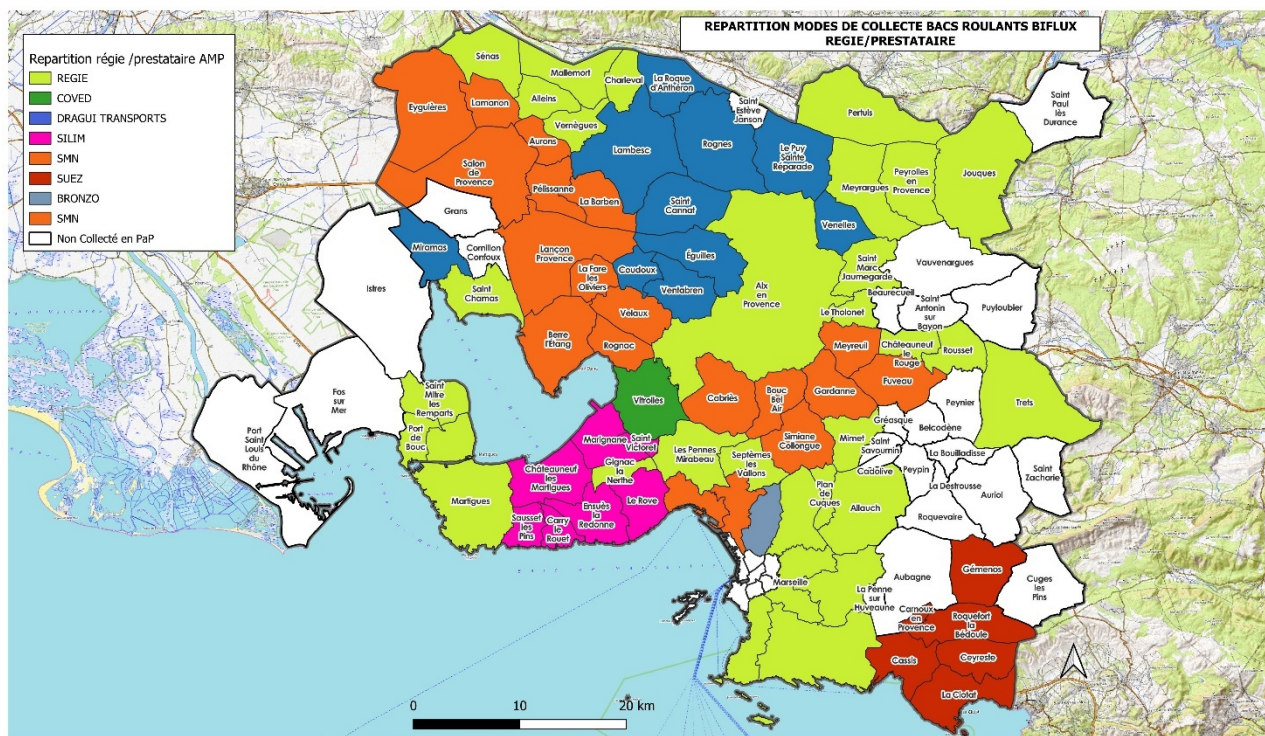 REPARTITION MODES DE COLLECTE BACS ROULANTS BIFLUX
REGIE/PRESTATAIRE
Repartition régie /prestataire AMP
REGIE
COVED
DRAGUI TRANSPORTS
SILIM
SMN
SUEZ
BRONZO
SMN
Non Collecté en PaP
Sénas
Mallemort
Charleval
La Roque
d'Anthéron
Saint
Estève
Janson
Saint
Paul
lès
Durance
Eyguières
Lamanon
Alleins
Vernègues
Pertuis
Aurons
Lambesc
Rognes
Le Puy
Sainte
Réparade
Meyrargues
Peyrolles
en
Provence
Jouques
Salon
de
Provence
Pélissanne
La Barben
Saint
Cannat
Venelles
Grans
Miramas
Cornillon
Confoux
Lançon
Provence
Coudoux
Éguilles
Saint
Marc
Jaumegarde
Vauvenargues
Istres
Saint
Chamas
La Fare
les
Oliviers
Ventabren
Aix
en
Provence
Beaurecueil
Saint
Antonin
sur
Bayon
Puyloubier
Velaux
Le Tholonet
Berre
l'Étang
Rognac
Meyreuil
Châteauneuf
le
Rouge
Rousset
Fos
sur
Mer
Saint
Mitre
les
Remparts
Vitrolles
Cabriès
Bouc
Bel
Air
Gardanne
Fuveau
Peynier
Trets
Port
Saint
Louis
du
Rhône
Port
de
Bouc
Marignane
Saint
Victoret
Simiane
Collongue
Gréasque
Belcodène
Mimet
Saint
Savournin
La Bouilladisse
Les Pennes
Mirabeau
Septèmes
les
Vallons
Cadolive
Peypin
Saint
Zacharie
Châteauneuf
les
Martigues
Gignac
la
Nerthe
La Destrousse
Auriol
Martigues
Ensuès
la
Redonne
Le Rove
Plan
de
Cuques
Allauch
Roquevaire
Sausset
les
Pins
Carry
le
Rouet
Marseille
La Penne
sur
Huveaune
Aubagne
Gémenos
Cuges
les
Pins
Carnoux
en
Provence
Roquefort
la
Bédoule
Cassis
Ceyreste
La Ciotat
0 10 20 km